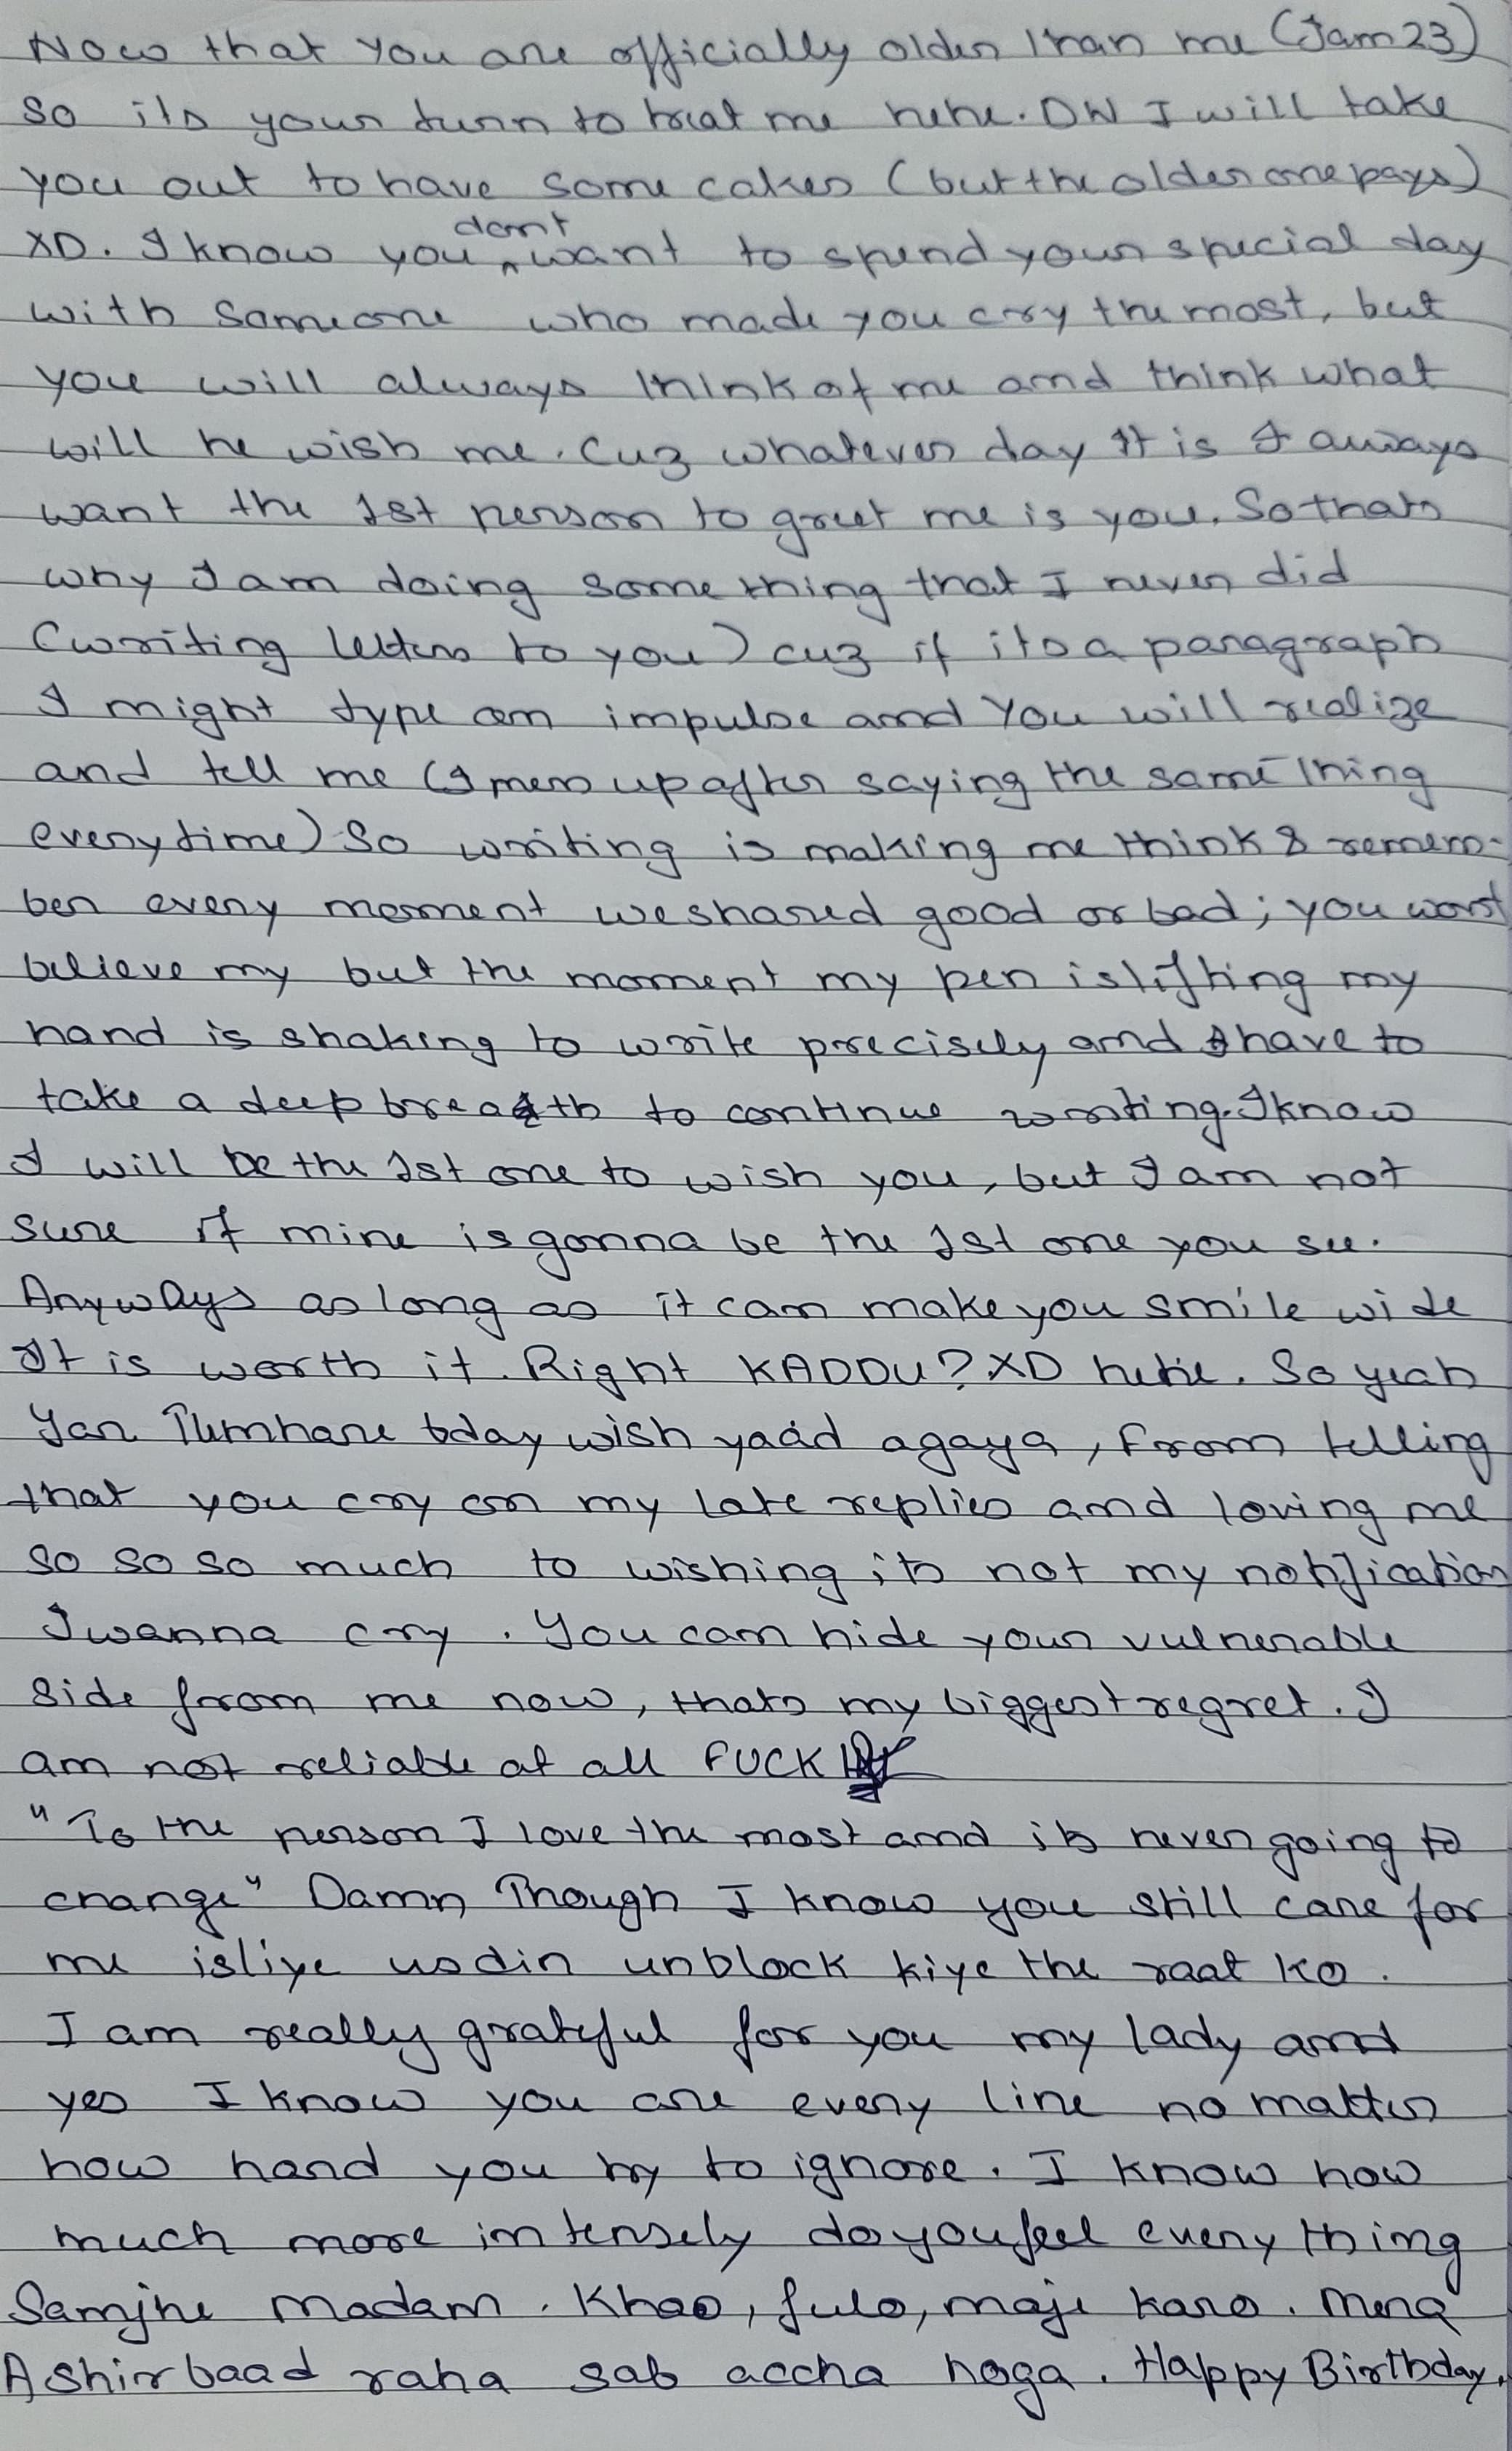 Now that you are officially older than me (Jam 23)
so its your turn to treat me hehe. DW I will take
you out to have some cakes (but the older one pays)
XD. I know you dont want to spend your special day
with someone who made you cry the most, but
you will always think of me and think what
will he wish me. Cuz whatever day It is I always
want the 1st person to greet me is you. So thats
why I am doing something that I never did
(writing letters to you) cuz if its a paragraph
I might type on impulse and You will realize
and tell me (I mess up after saying the same thing
everytime) So writing is making me think & remem-
ber every moment we shared good or bad; you wont
believe my but the moment my pen is lifting my
hand is shaking to write precisely and I have to
take a deep breath to continue writing. I know
I will be the 1st one to wish you, but I am not
sure if mine is gonna be the 1st one you see.
Anyways as long as it can make you smile wide
It is worth it. Right KADDU? XD hehe. So yeah
Yar Tumhare bday wish yaad agaya, From telling
that you cry on my late replies and loving me
so so so much to wishing its not my notification
I wanna cry. You can hide your vulnerable
side from me now, thats my biggest regret. I
am not reliable at all FUCK
"To the person I love the most and its never going to
change" Damn Though I know you still care for
me isliye usdin unblock kiye the raat ko.
I am really grateful for you my lady and
yes I know you are every line no matter
how hard you try to ignore. I know how
much more intensely do you feel everything
Samjhe madam. Khao, fulo, maje karo. Mera
Ashirbaad raha sab accha hoga. Happy Birthday.